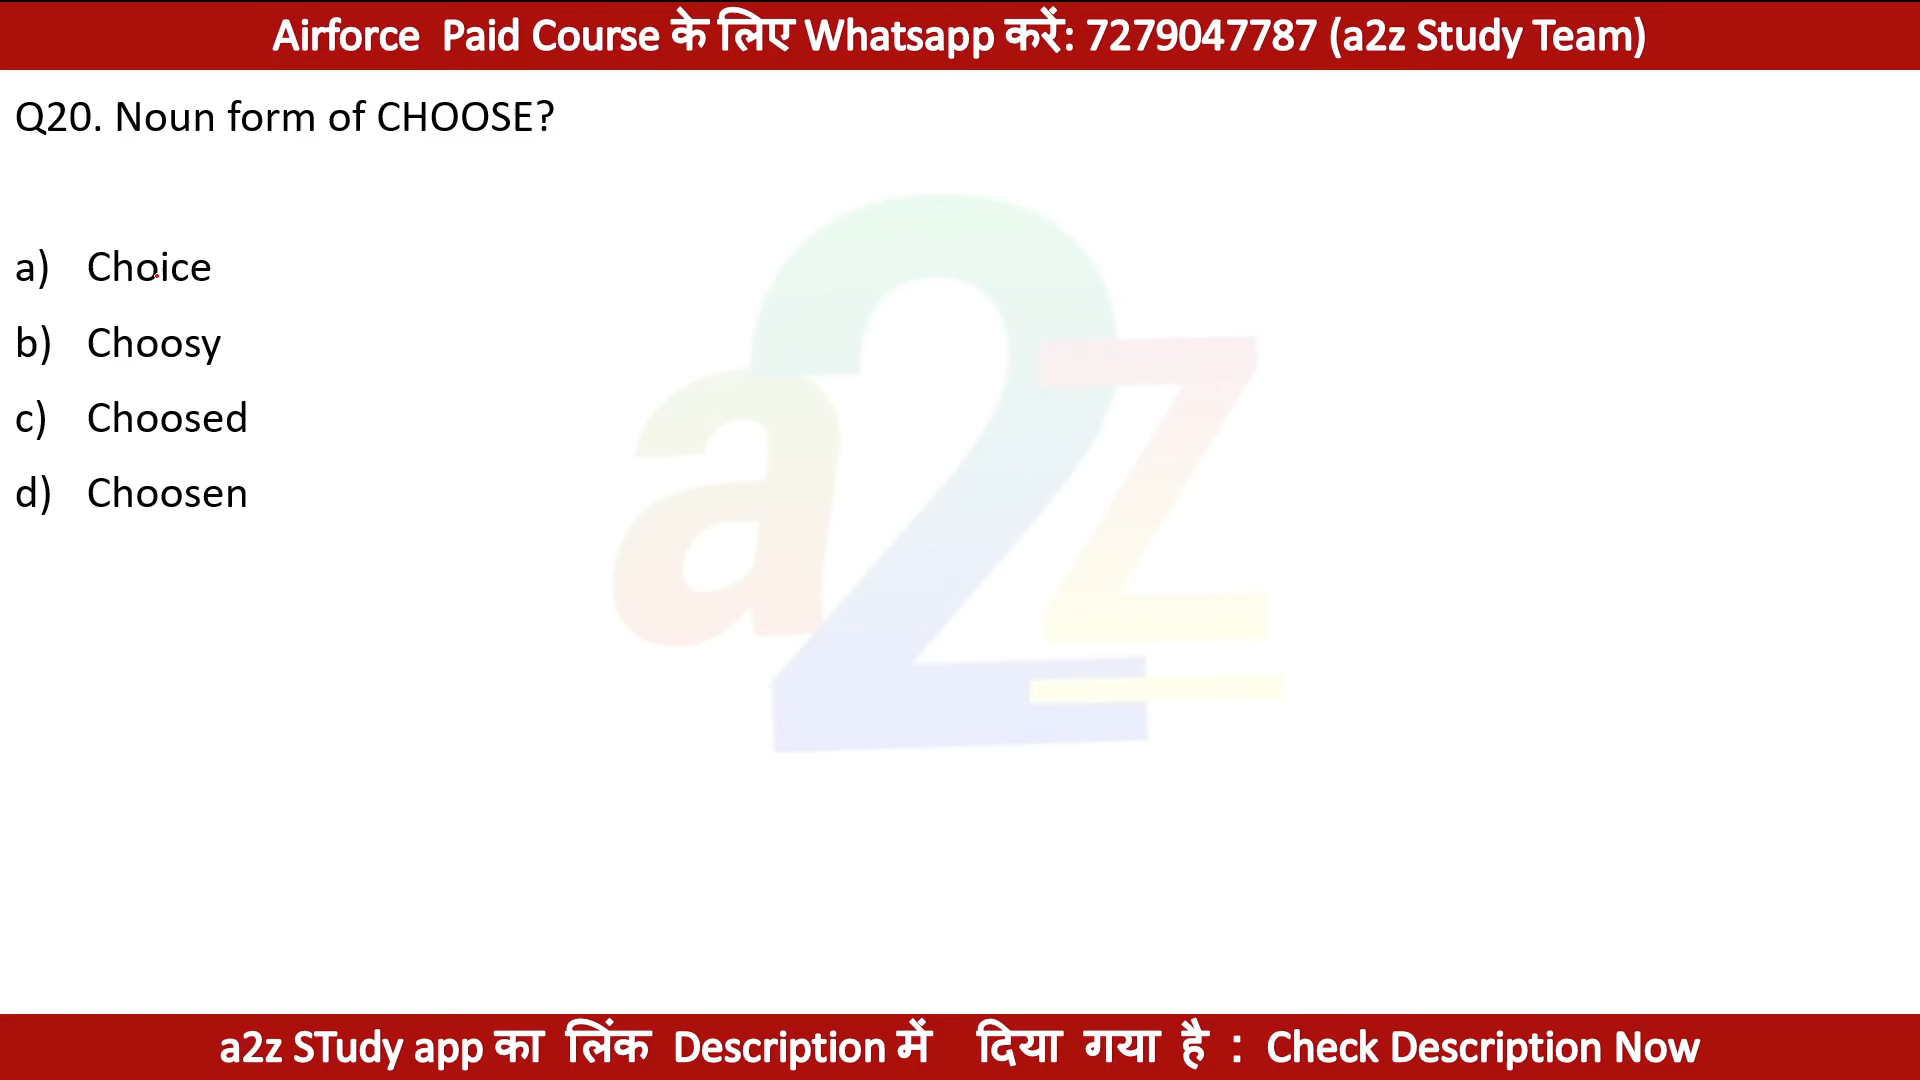 Airforce Paid Course के लिए Whatsapp करें: 7279047787 (a2z Study Team)
Q20. Noun form of CHOOSE?
a) Choice
b) Choosy
c) Choosed
d) Choosen
a2z
a2z STudy app का लिंक Description में दिया गया है : Check Description Now